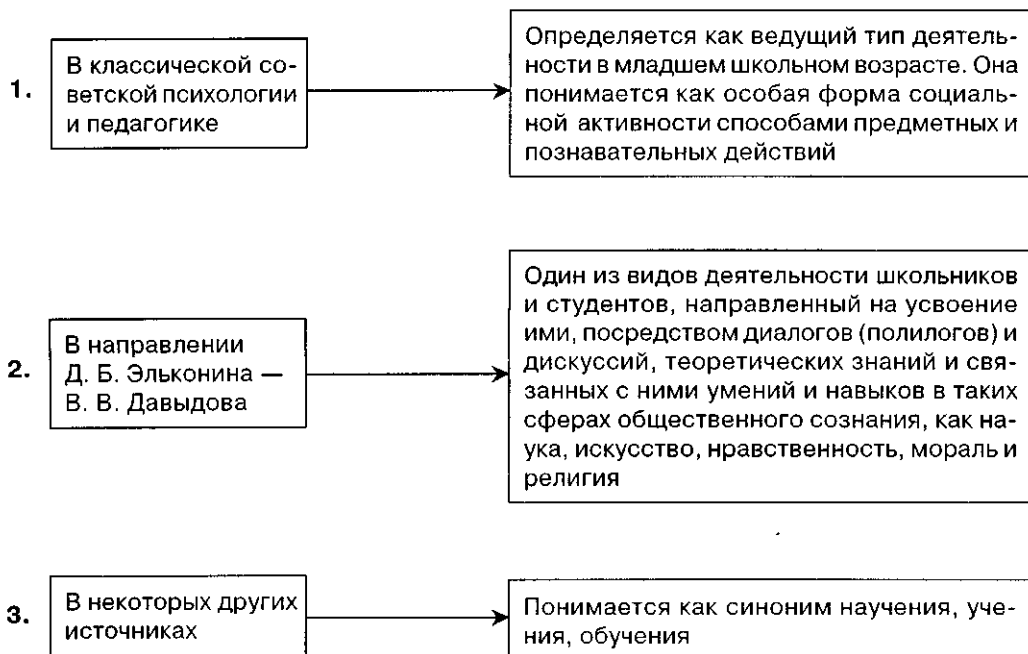 1.
В классической со-
ветской психологии
и педагогике
Определяется как ведущий тип деятель-
ности в младшем школьном возрасте. Она
понимается как особая форма социаль-
ной активности способами предметных и
познавательных действий
2.
В направлении
Д. Б. Эльконина —
В. В. Давыдова
Один из видов деятельности школьников
и студентов, направленный на усвоение
ими, посредством диалогов (полилогов) и
дискуссий, теоретических знаний и свя-
занных с ними умений и навыков в таких
сферах общественного сознания, как на-
ука, искусство, нравственность, мораль и
религия
3.
В некоторых других
источниках
Понимается как синоним научения, уче-
ния, обучения